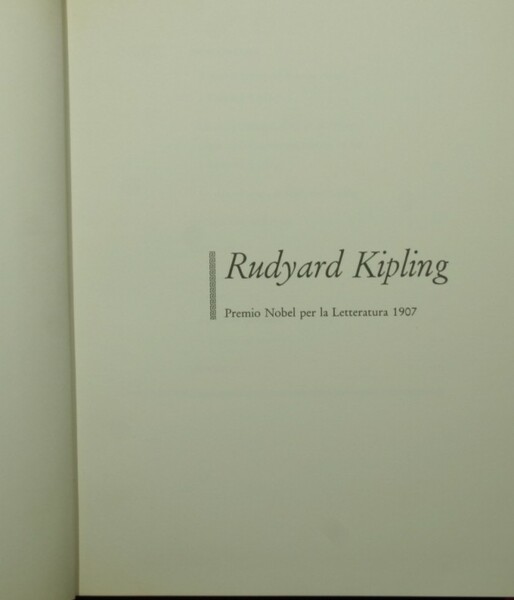 Rudyard Kipling
Premio Nobel per la Letteratura 1907